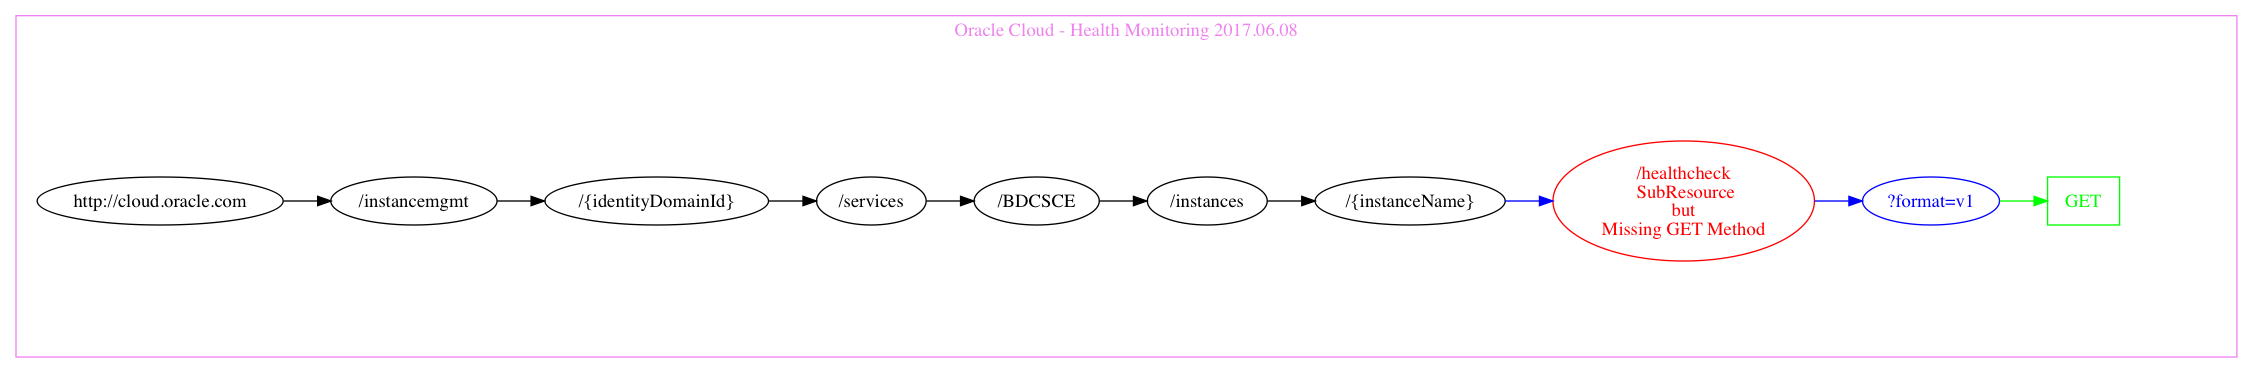 Oracle Cloud - Health Monitoring 2017.06.08
http://cloud.oracle.com
/instancemgmt
/{identityDomainId}
/services
/BDCSCE
/instances
/{instanceName}
/healthcheck
SubResource
but
Missing GET Method
?format=v1
GET